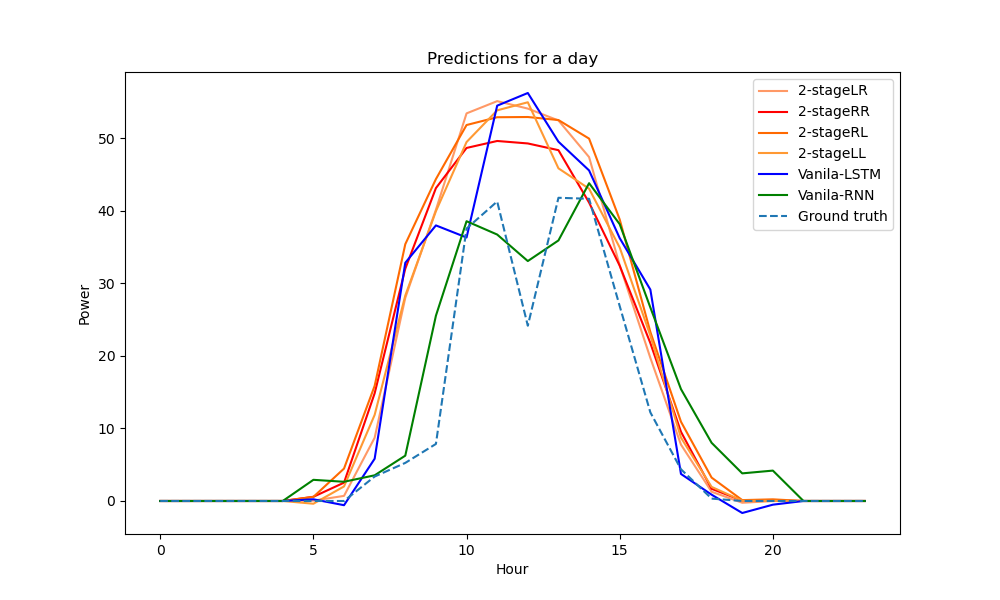 Predictions for a day
2-stageLR
2-stageRR
2-stageRL
2-stageLL
Vanila-LSTM
Vanila-RNN
Ground truth
Power
50
40
30
20
10
0
0 5 10 15 20
Hour